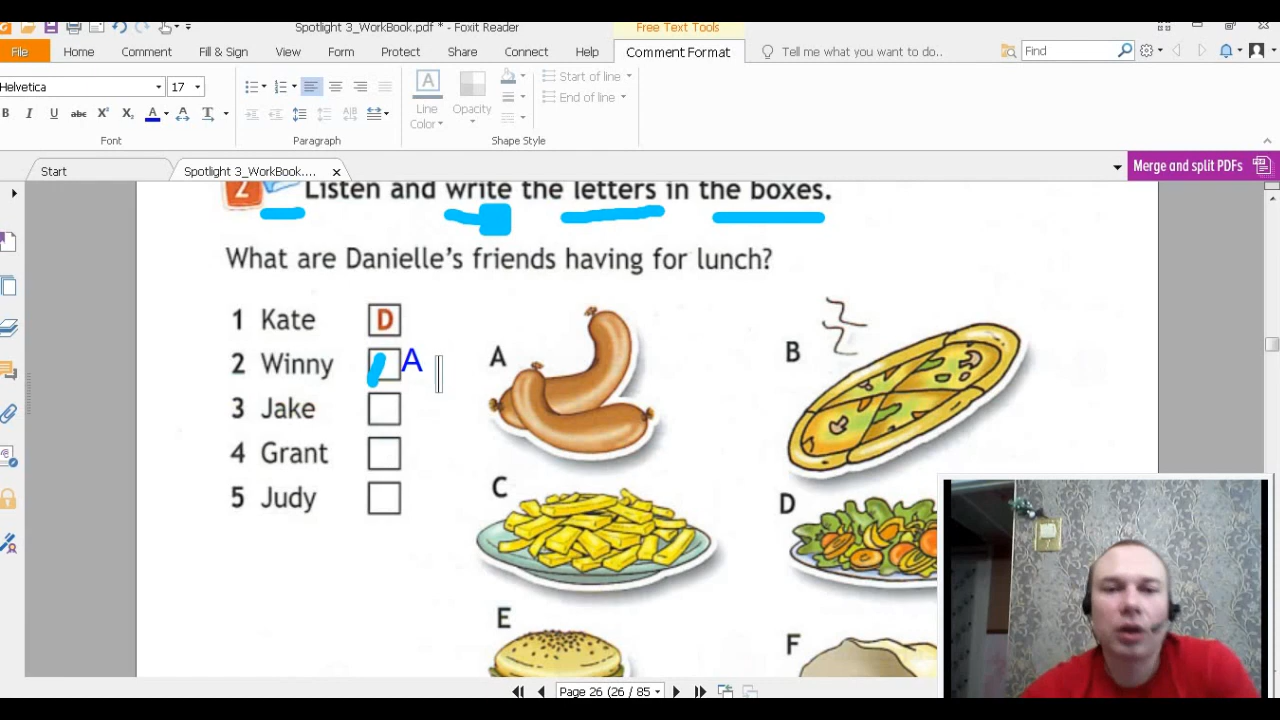 Spotlight 3_WorkBook.pdf * - Foxit Reader
Free Text Tools
File Home Comment Fill & Sign View Form Protect Share Connect Help Comment Format Tell me what you want to do.. Find
Helvetica 17
Start of line
End of line
B I U abc X² X₂ A T
Line Color
Opacity
Font Paragraph Shape Style
Start Spotlight 3_WorkBook.... Merge and split PDFs
2 Listen and write the letters in the boxes.
What are Danielle's friends having for lunch?
1 Kate D
2 Winny A
3 Jake
4 Grant
5 Judy
A
B
C
D
E
F
Page 26 (26 / 85